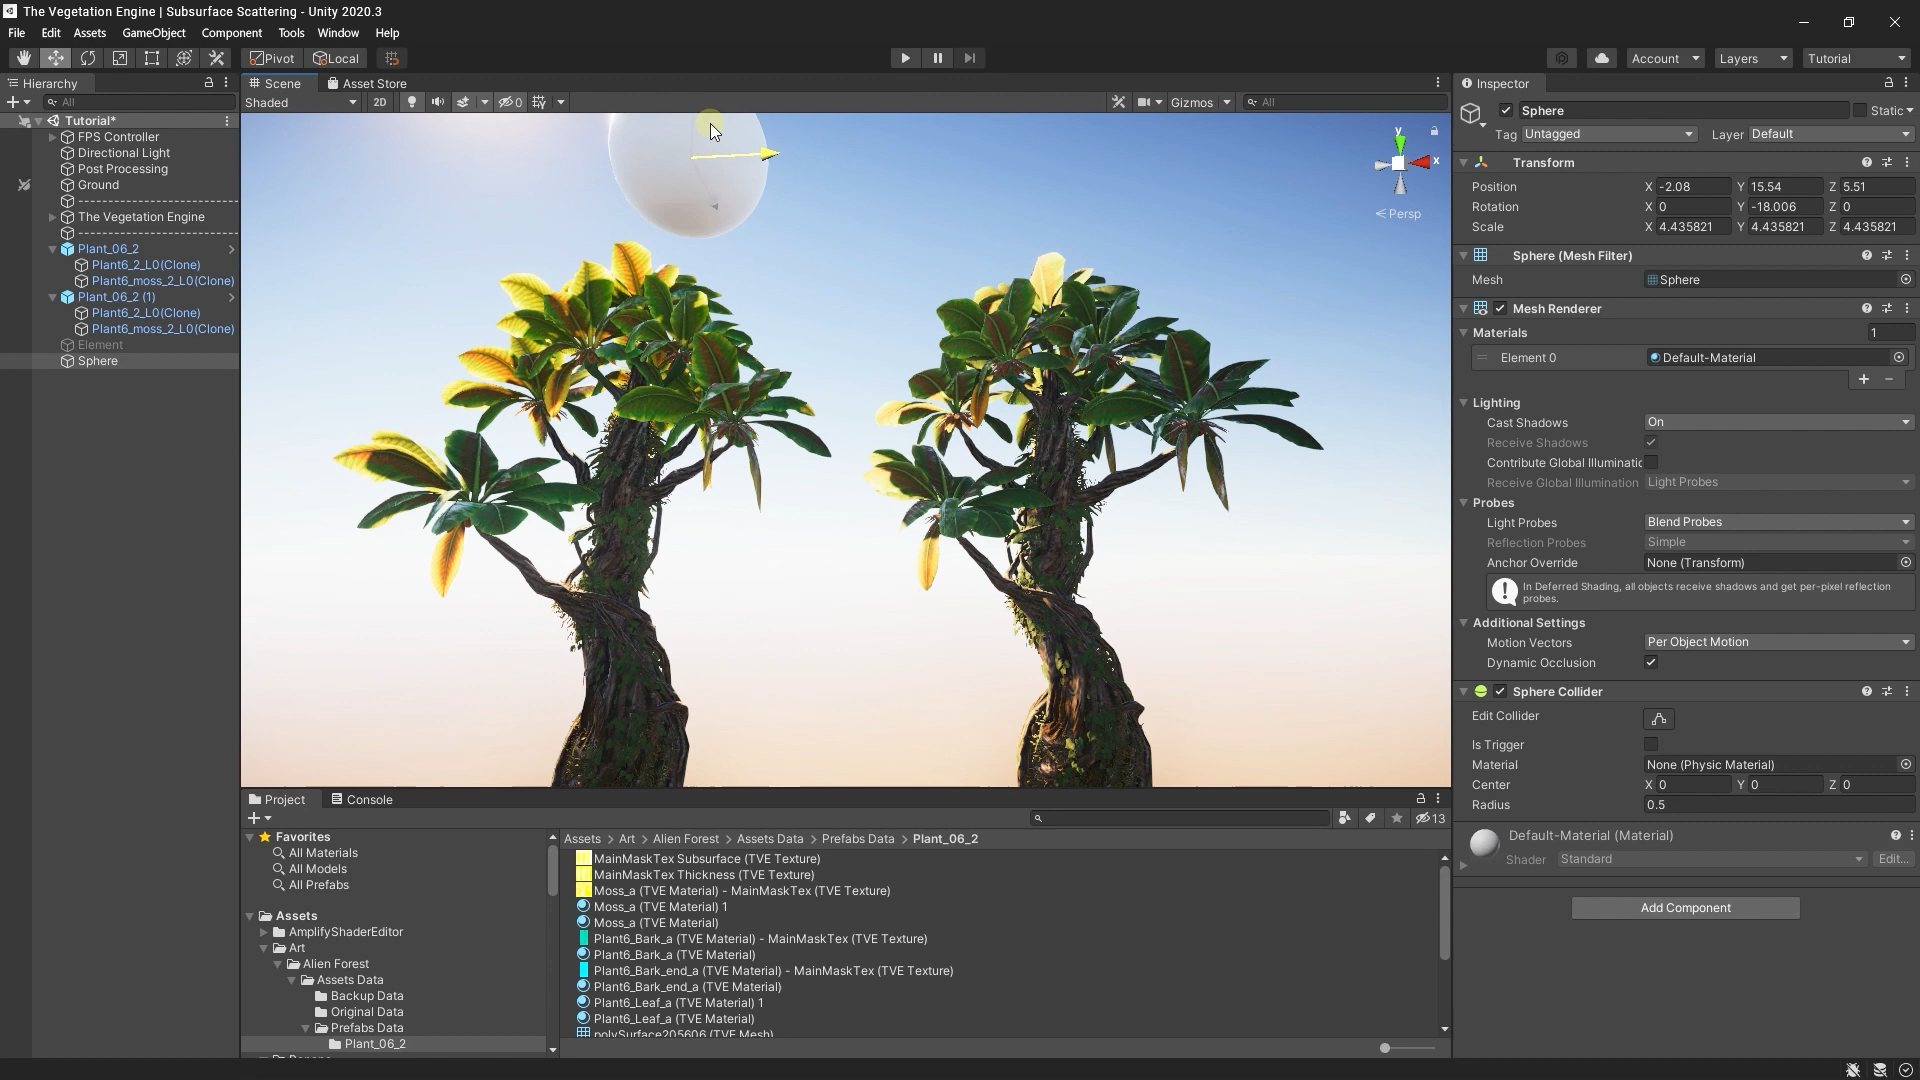 The Vegetation Engine | Subsurface Scattering - Unity 2020.3
File Edit Assets GameObject Component Tools Window Help
Pivot Local Account Layers Tutorial
Hierarchy
All
Tutorial*
FPS Controller
Directional Light
Post Processing
Ground
--------------------------
The Vegetation Engine
--------------------------
Plant_06_2
Plant6_2_L0(Clone)
Plant6_moss_2_L0(Clone)
Plant_06_2 (1)
Plant6_2_L0(Clone)
Plant6_moss_2_L0(Clone)
Element
Sphere
Scene Asset Store
Shaded 2D 0 Gizmos All
y
x
Persp
Inspector
Sphere Static
Tag Untagged Layer Default
Transform
Position X -2.08 Y 15.54 Z 5.51
Rotation X 0 Y -18.006 Z 0
Scale X 4.435821 Y 4.435821 Z 4.435821
Sphere (Mesh Filter)
Mesh Sphere
Mesh Renderer
Materials 1
Element 0 Default-Material
Lighting
Cast Shadows On
Receive Shadows
Contribute Global Illuminatic
Receive Global Illumination Light Probes
Probes
Light Probes Blend Probes
Reflection Probes Simple
Anchor Override None (Transform)
In Deferred Shading, all objects receive shadows and get per-pixel reflection
probes.
Additional Settings
Motion Vectors Per Object Motion
Dynamic Occlusion
Sphere Collider
Edit Collider
Is Trigger
Material None (Physic Material)
Center X 0 Y 0 Z 0
Radius 0.5
Default-Material (Material)
Shader Standard Edit...
Add Component
Project Console
13
Favorites
All Materials
All Models
All Prefabs
Assets
AmplifyShaderEditor
Art
Alien Forest
Assets Data
Backup Data
Original Data
Prefabs Data
Plant_06_2
Assets > Art > Alien Forest > Assets Data > Prefabs Data > Plant_06_2
MainMaskTex Subsurface (TVE Texture)
MainMaskTex Thickness (TVE Texture)
Moss_a (TVE Material) - MainMaskTex (TVE Texture)
Moss_a (TVE Material) 1
Moss_a (TVE Material)
Plant6_Bark_a (TVE Material) - MainMaskTex (TVE Texture)
Plant6_Bark_a (TVE Material)
Plant6_Bark_end_a (TVE Material) - MainMaskTex (TVE Texture)
Plant6_Bark_end_a (TVE Material)
Plant6_Leaf_a (TVE Material) 1
Plant6_Leaf_a (TVE Material)
polySurface205606 (TVE Mesh)